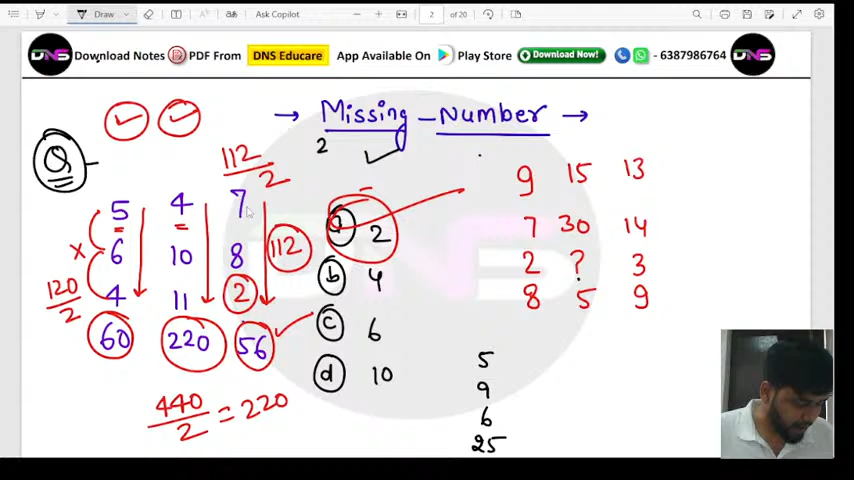 Draw
Ask Copilot
2 of 20
DNS Download Notes PDF From DNS Educare App Available On Play Store Download Now! - 6387986764 DNS
→ Missing-Number →
2
Q
112/2
5 4 7
× 6 10 8 112
120/2
4 11 2
60 220 56
440/2 = 220
a 2
b 4
c 6
d 10
9 15 13
7 30 14
2 ? 3
8 5 9
5
9
6
25